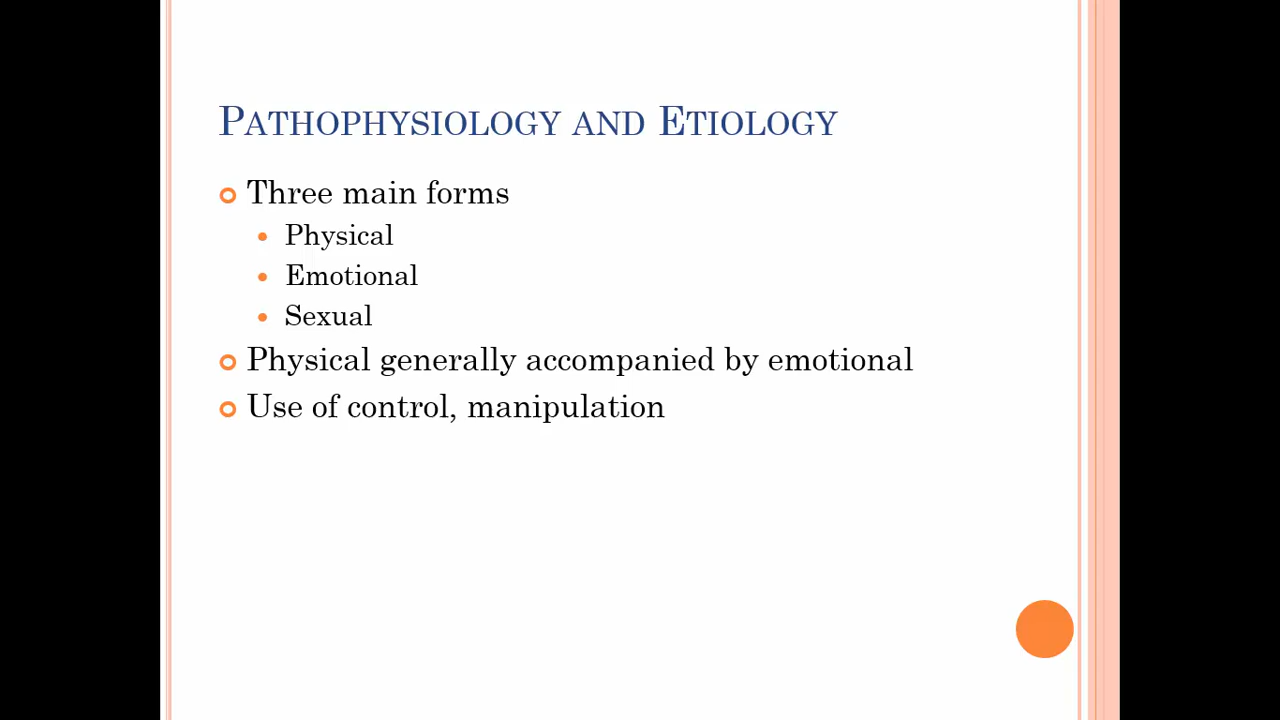 Pathophysiology and Etiology
Three main forms
Physical
Emotional
Sexual
Physical generally accompanied by emotional
Use of control, manipulation